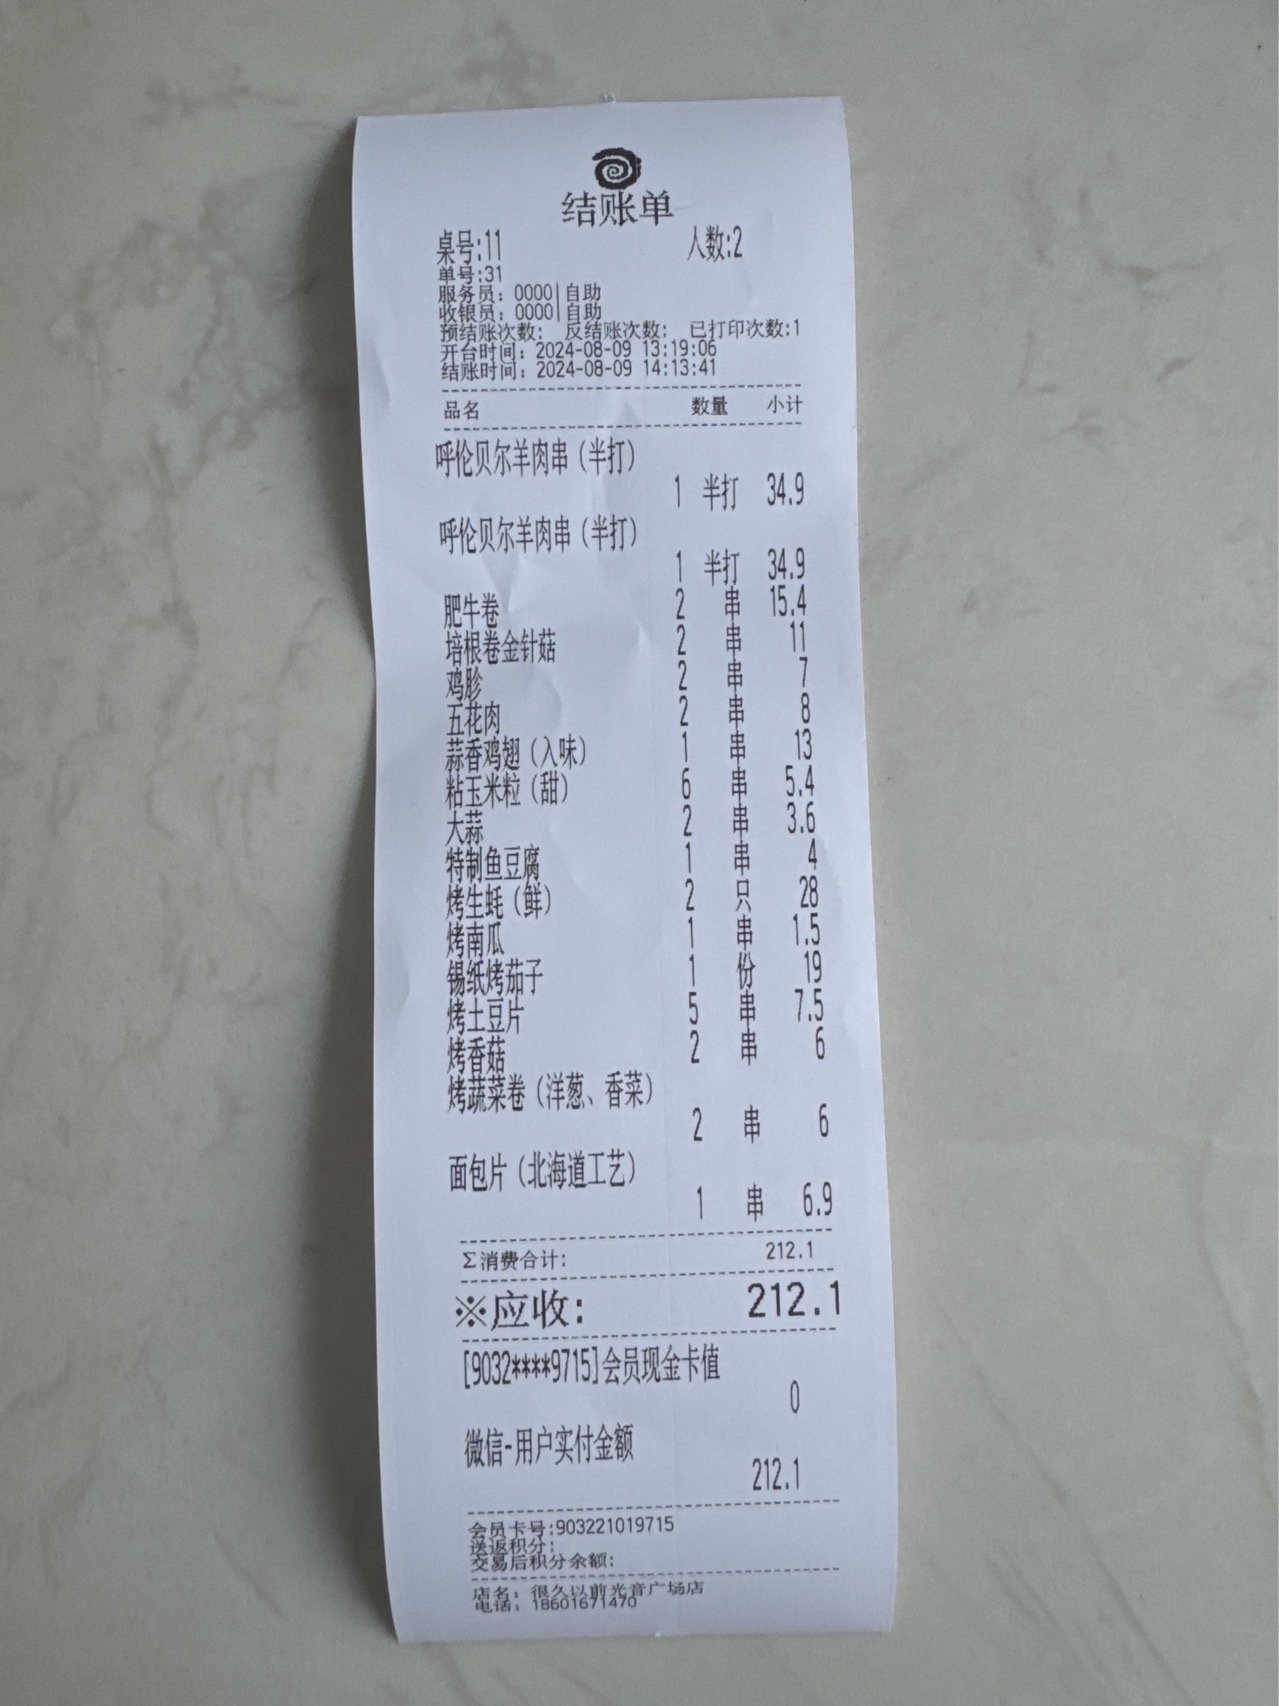 结账单
桌号:11 人数:2
单号:31
服务员: 0000|自助
收银员: 0000|自助
预结账次数: 反结账次数: 已打印次数:1
开台时间: 2024-08-09 13:19:06
结账时间: 2024-08-09 14:13:41
品名 数量 小计
呼伦贝尔羊肉串(半打)
1 半打 34.9
呼伦贝尔羊肉串(半打)
1 半打 34.9
肥牛卷 2 串 15.4
培根卷金针菇 2 串 11
鸡胗 2 串 7
五花肉 2 串 8
蒜香鸡翅(入味) 1 串 13
粘玉米粒(甜) 6 串 5.4
大蒜 2 串 3.6
特制鱼豆腐 1 串 4
烤生蚝(鲜) 2 只 28
烤南瓜 1 串 1.5
锡纸烤茄子 1 份 19
烤土豆片 5 串 7.5
烤香菇 2 串 6
烤蔬菜卷(洋葱、香菜)
2 串 6
面包片(北海道工艺)
1 串 6.9
Σ消费合计: 212.1
※应收: 212.1
[9032****9715]会员现金卡值
0
微信-用户实付金额
212.1
会员卡号:903221019715
送返积分:
交易后积分余额:
店名: 很久以前光音广场店
电话: 18601671470